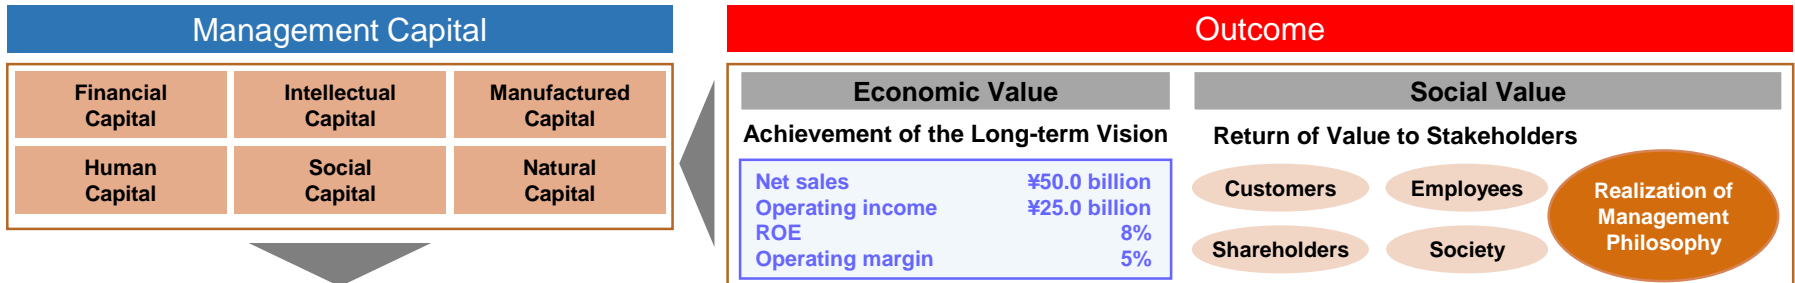 Management Capital
Financial
Capital
Intellectual
Capital
Manufactured
Capital
Human
Capital
Social
Capital
Natural
Capital
Outcome
Economic Value
Achievement of the Long-term Vision
Net sales ¥50.0 billion
Operating income ¥25.0 billion
ROE 8%
Operating margin 5%
Social Value
Return of Value to Stakeholders
Customers
Employees
Shareholders
Society
Realization of
Management
Philosophy